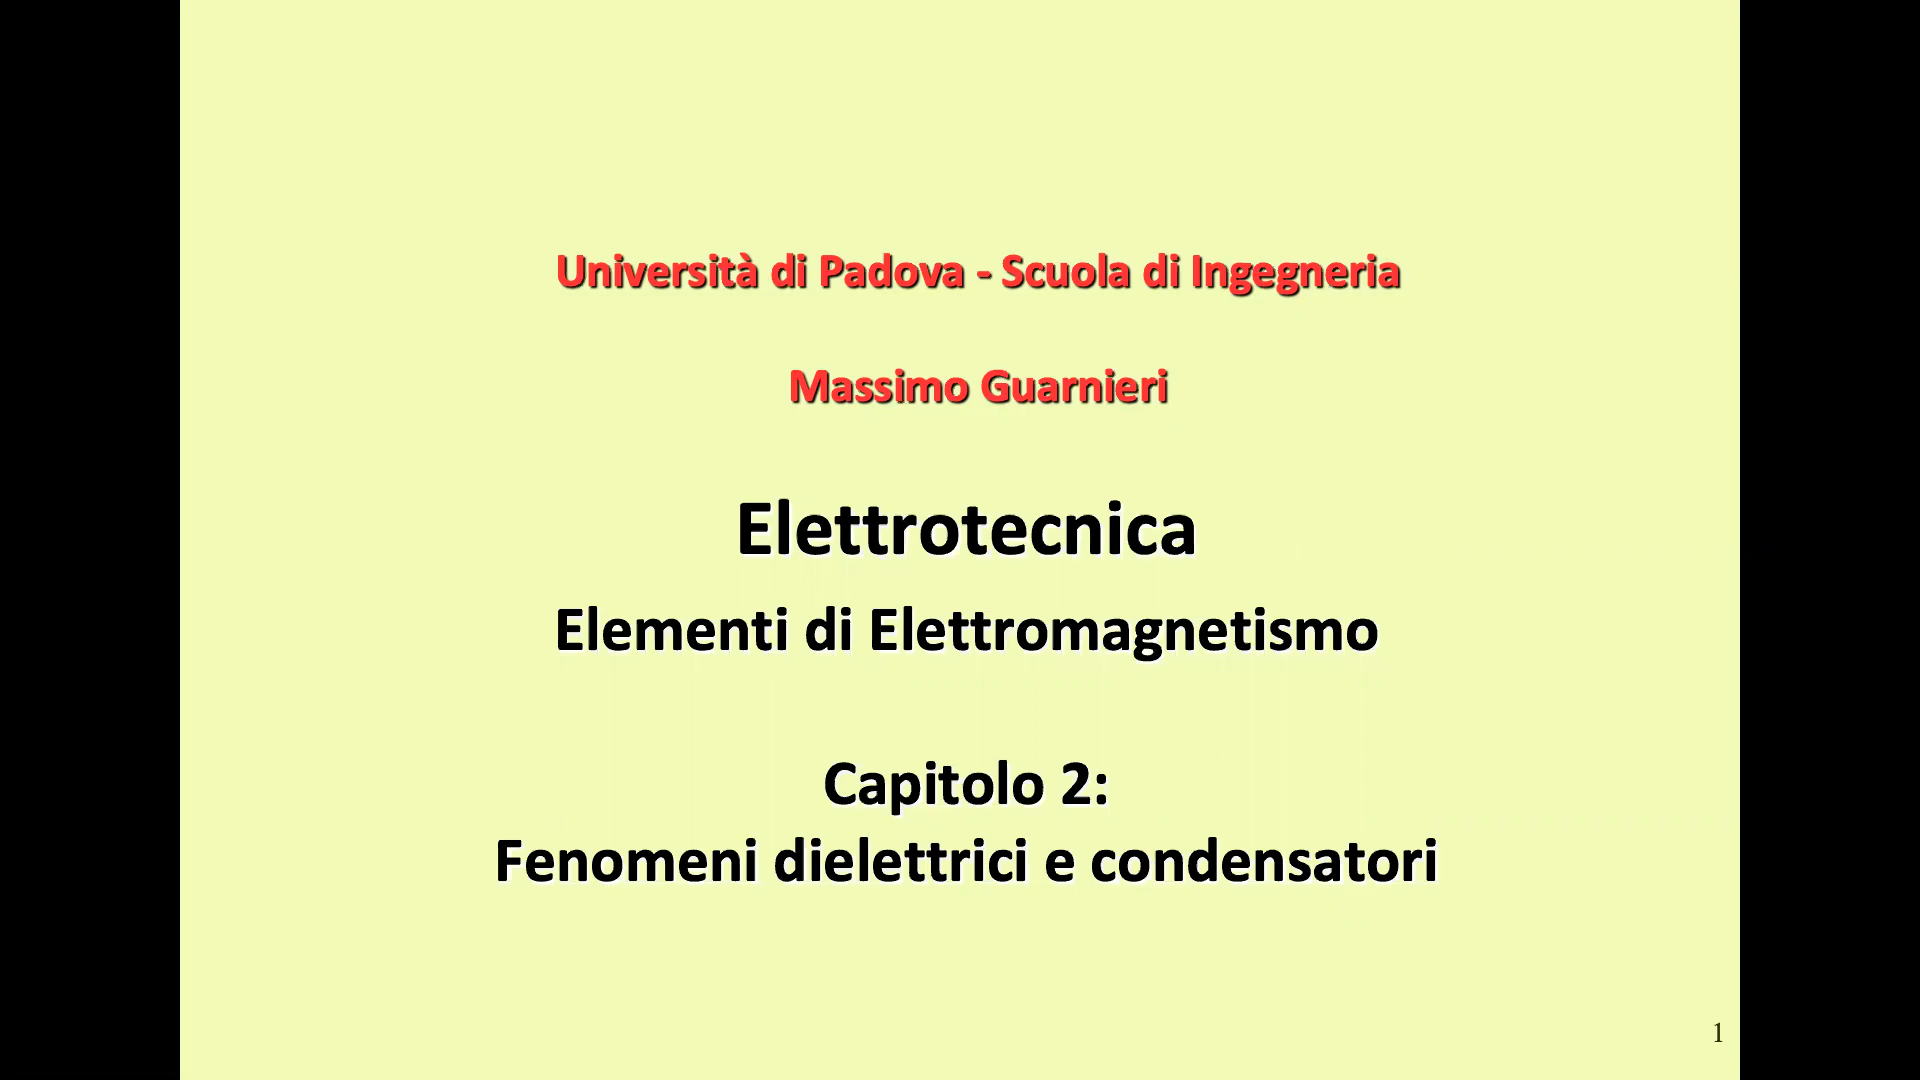 Università di Padova - Scuola di Ingegneria
Massimo Guarnieri
Elettrotecnica
Elementi di Elettromagnetismo
Capitolo 2:
Fenomeni dielettrici e condensatori
1